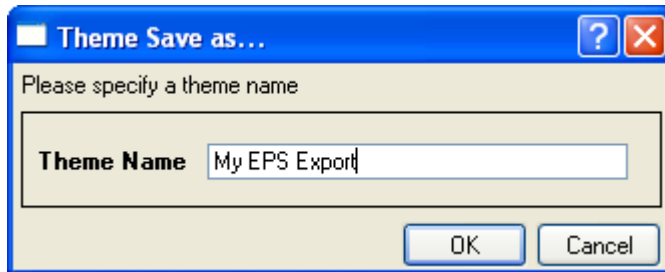 Theme Save as...
?
Please specify a theme name
Theme Name My EPS Export
OK Cancel